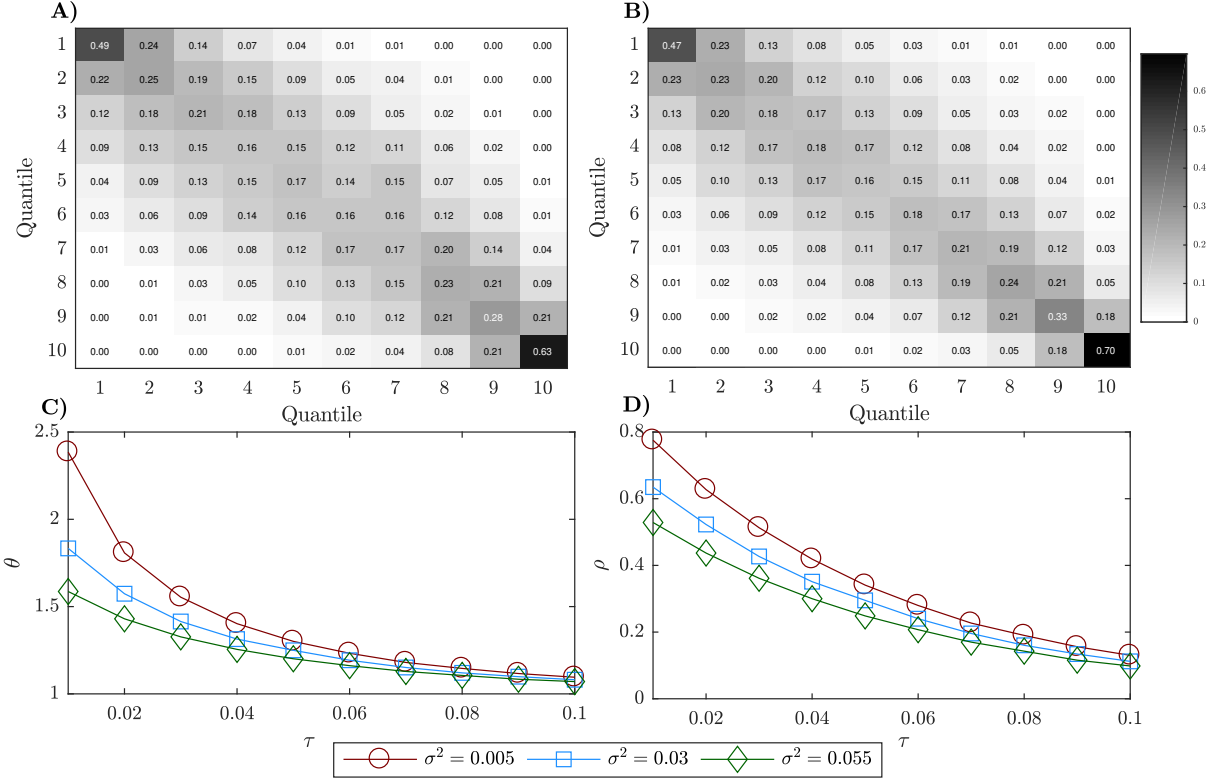 A)
Quantile
1 0.49 0.24 0.14 0.07 0.04 0.01 0.01 0.00 0.00 0.00
2 0.22 0.25 0.19 0.15 0.09 0.05 0.04 0.01 0.00 0.00
3 0.12 0.18 0.21 0.18 0.13 0.09 0.05 0.02 0.01 0.00
4 0.09 0.13 0.15 0.16 0.15 0.12 0.11 0.06 0.02 0.00
5 0.04 0.09 0.13 0.15 0.17 0.14 0.15 0.07 0.05 0.01
6 0.03 0.06 0.09 0.14 0.16 0.16 0.16 0.12 0.08 0.01
7 0.01 0.03 0.06 0.08 0.12 0.17 0.17 0.20 0.14 0.04
8 0.00 0.01 0.03 0.05 0.10 0.13 0.15 0.23 0.21 0.09
9 0.00 0.01 0.01 0.02 0.04 0.10 0.12 0.21 0.28 0.21
10 0.00 0.00 0.00 0.00 0.01 0.02 0.04 0.08 0.21 0.63
1 2 3 4 5 6 7 8 9 10
Quantile
B)
Quantile
1 0.47 0.23 0.13 0.08 0.05 0.03 0.01 0.01 0.00 0.00
2 0.23 0.23 0.20 0.12 0.10 0.06 0.03 0.02 0.00 0.00
3 0.13 0.20 0.18 0.17 0.13 0.09 0.05 0.03 0.01 0.00
4 0.08 0.12 0.17 0.18 0.17 0.12 0.08 0.04 0.02 0.00
5 0.05 0.10 0.13 0.17 0.16 0.15 0.11 0.08 0.04 0.01
6 0.03 0.06 0.09 0.12 0.15 0.18 0.17 0.13 0.07 0.02
7 0.01 0.03 0.05 0.08 0.11 0.17 0.21 0.19 0.12 0.03
8 0.01 0.02 0.03 0.04 0.08 0.13 0.19 0.24 0.21 0.05
9 0.00 0.00 0.02 0.02 0.04 0.07 0.12 0.21 0.33 0.18
10 0.00 0.00 0.00 0.00 0.01 0.02 0.03 0.05 0.18 0.70
1 2 3 4 5 6 7 8 9 10
Quantile
0.6
0.5
0.4
0.3
0.2
0.1
0
C)
2.5
2
1.5
1
θ
0.02 0.04 0.06 0.08 0.1
τ
D)
0.8
0.6
0.4
0.2
0
ρ
0.02 0.04 0.06 0.08 0.1
τ
σ² = 0.005 σ² = 0.03 σ² = 0.055